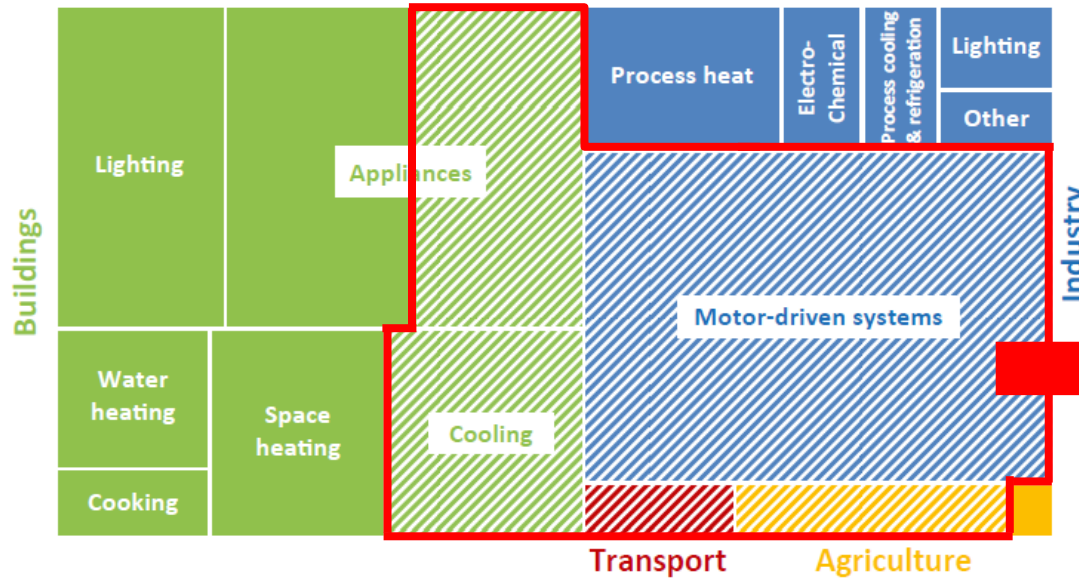 Buildings
Lighting
Appliances
Water
heating
Space
heating
Cooking
Cooling
Process heat
Electro-
Chemical
Process cooling
& refrigeration
Lighting
Other
Motor-driven systems
Industry
Transport
Agriculture